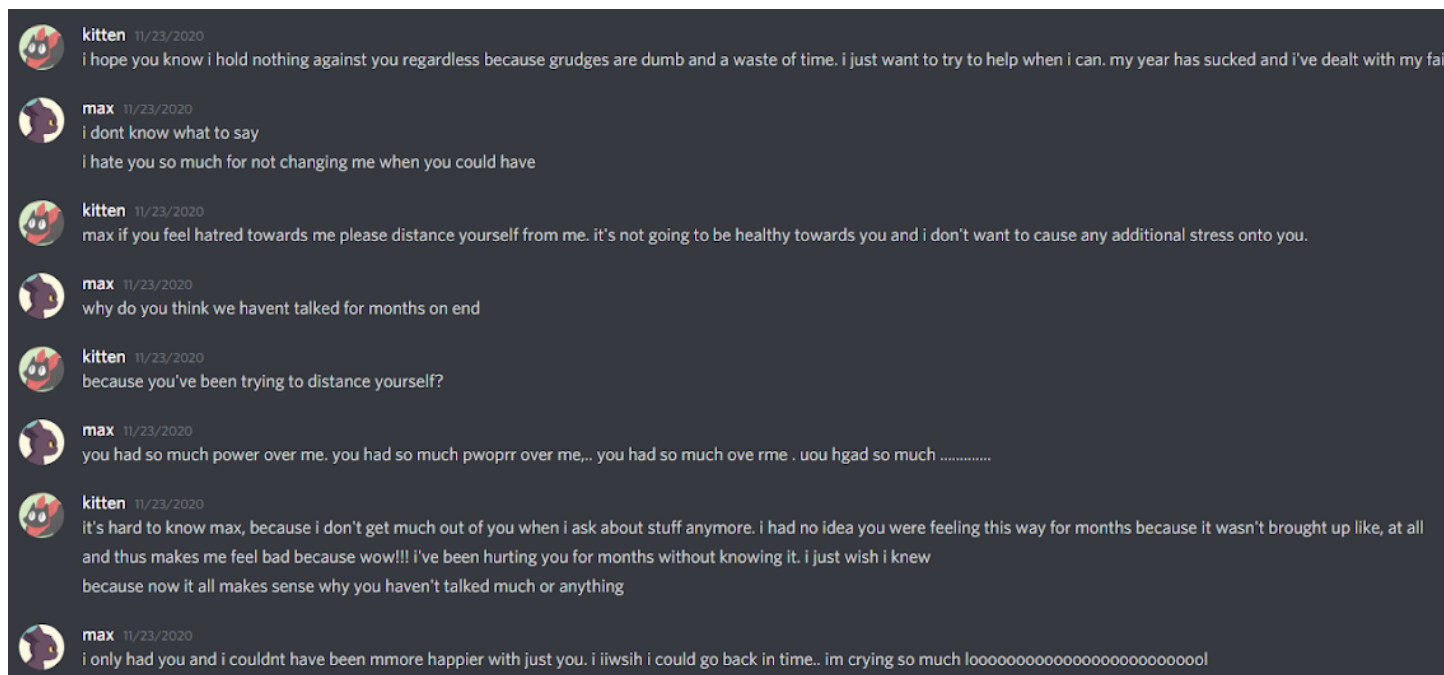 kitten 11/23/2020
i hope you know i hold nothing against you regardless because grudges are dumb and a waste of time. i just want to try to help when i can. my year has sucked and i've dealt with my fai
max 11/23/2020
i dont know what to say
i hate you so much for not changing me when you could have
kitten 11/23/2020
max if you feel hatred towards me please distance yourself from me. it's not going to be healthy towards you and i don't want to cause any additional stress onto you.
max 11/23/2020
why do you think we havent talked for months on end
kitten 11/23/2020
because you've been trying to distance yourself?
max 11/23/2020
you had so much power over me. you had so much pwoprr over me,.. you had so much ove rme . uou hgad so much .............
kitten 11/23/2020
it's hard to know max, because i don't get much out of you when i ask about stuff anymore. i had no idea you were feeling this way for months because it wasn't brought up like, at all
and thus makes me feel bad because wow!!! i've been hurting you for months without knowing it. i just wish i knew
because now it all makes sense why you haven't talked much or anything
max 11/23/2020
i only had you and i couldnt have been mmore happier with just you. i iiwsih i could go back in time.. im crying so much looooooooooooooooooooooooool